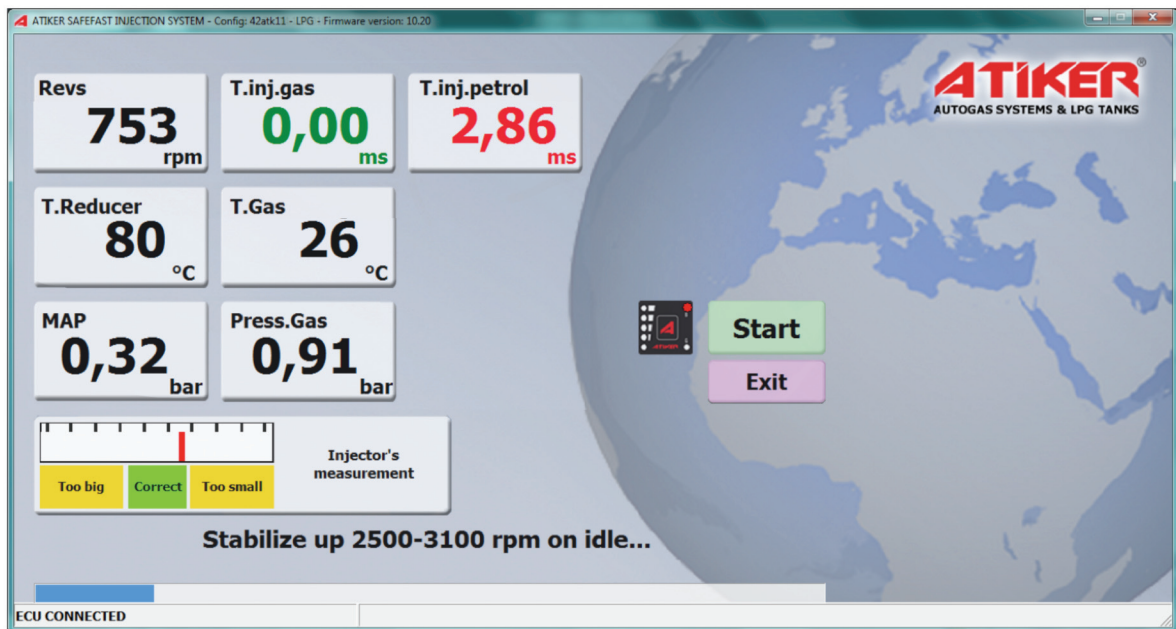 ATIKER SAFEFAST INJECTION SYSTEM - Config: 42atk11 - LPG - Firmware version: 10.20
ATİKER®
AUTOGAS SYSTEMS & LPG TANKS
Revs
753
rpm
T.inj.gas
0,00
ms
T.inj.petrol
2,86
ms
T.Reducer
80
°C
T.Gas
26
°C
MAP
0,32
bar
Press.Gas
0,91
bar
ATIKER
Start
Exit
Injector's
measurement
Too big
Correct
Too small
Stabilize up 2500-3100 rpm on idle...
ECU CONNECTED